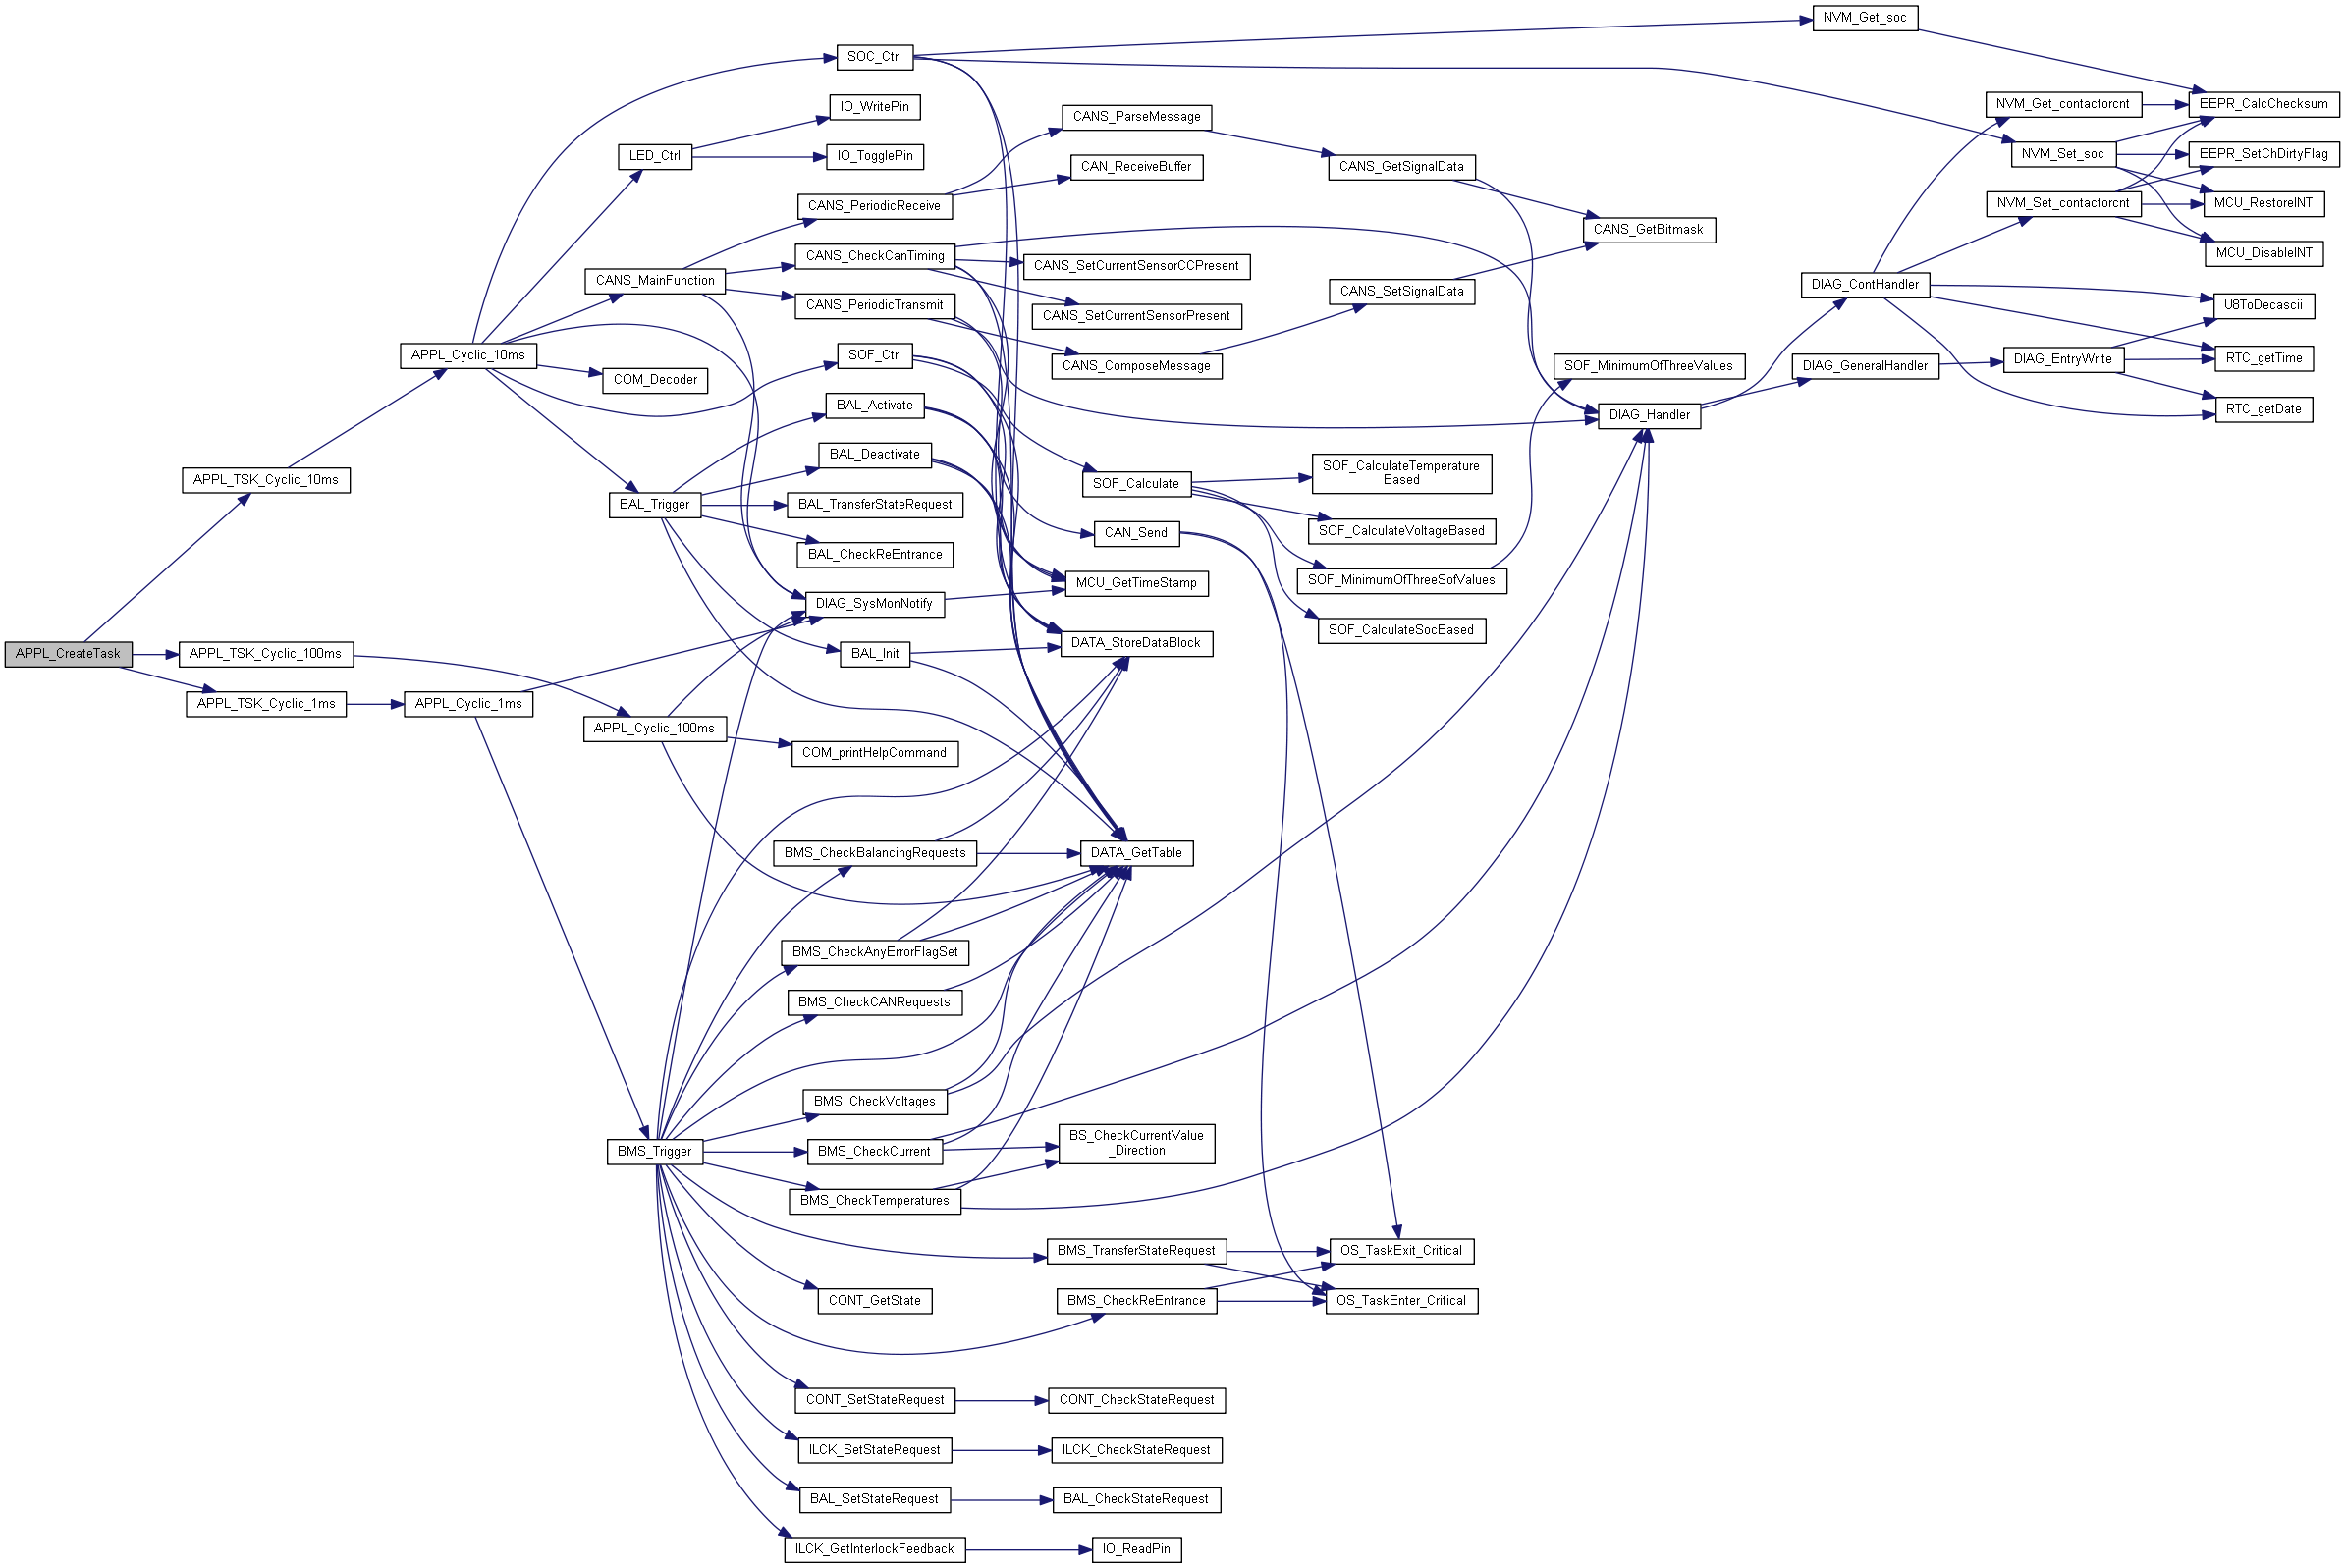 NVM_Get_soc
SOC_Ctrl
IO_WritePin
NVM_Get_contactorcnt
EEPR_CalcChecksum
CANS_ParseMessage
LED_Ctrl
IO_TogglePin
NVM_Set_soc
EEPR_SetChDirtyFlag
CAN_ReceiveBuffer
CANS_GetSignalData
CANS_PeriodicReceive
NVM_Set_contactorcnt
MCU_RestoreINT
CANS_GetBitmask
CANS_CheckCanTiming
MCU_DisableINT
CANS_SetCurrentSensorCCPresent
CANS_MainFunction
DIAG_ContHandler
CANS_SetSignalData
CANS_PeriodicTransmit
U8ToDecascii
CANS_SetCurrentSensorPresent
APPL_Cyclic_10ms
SOF_Ctrl
RTC_getTime
DIAG_EntryWrite
CANS_ComposeMessage
SOF_MinimumOfThreeValues
DIAG_GeneralHandler
COM_Decoder
BAL_Activate
RTC_getDate
DIAG_Handler
BAL_Deactivate
SOF_CalculateTemperature
Based
APPL_TSK_Cyclic_10ms
SOF_Calculate
BAL_Trigger
BAL_TransferStateRequest
SOF_CalculateVoltageBased
CAN_Send
BAL_CheckReEntrance
SOF_MinimumOfThreeSofValues
MCU_GetTimeStamp
DIAG_SysMonNotify
SOF_CalculateSocBased
DATA_StoreDataBlock
APPL_CreateTask
APPL_TSK_Cyclic_100ms
BAL_Init
APPL_TSK_Cyclic_1ms
APPL_Cyclic_1ms
APPL_Cyclic_100ms
COM_printHelpCommand
BMS_CheckBalancingRequests
DATA_GetTable
BMS_CheckAnyErrorFlagSet
BMS_CheckCANRequests
BMS_CheckVoltages
BS_CheckCurrentValue
_Direction
BMS_Trigger
BMS_CheckCurrent
BMS_CheckTemperatures
BMS_TransferStateRequest
OS_TaskExit_Critical
CONT_GetState
BMS_CheckReEntrance
OS_TaskEnter_Critical
CONT_SetStateRequest
CONT_CheckStateRequest
ILCK_SetStateRequest
ILCK_CheckStateRequest
BAL_SetStateRequest
BAL_CheckStateRequest
ILCK_GetInterlockFeedback
IO_ReadPin